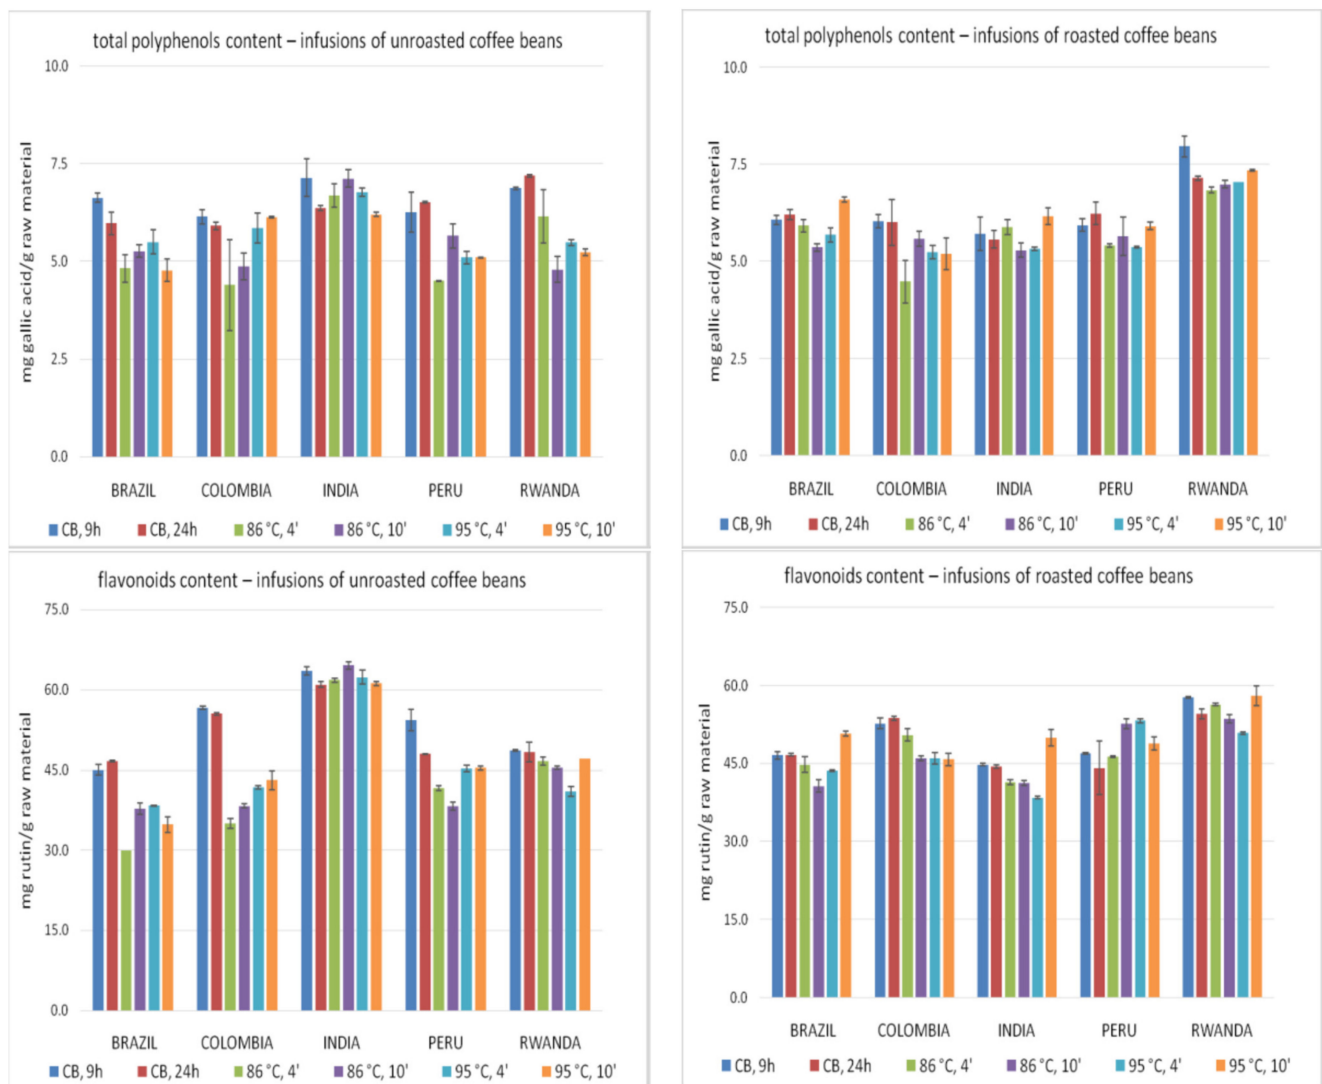 total polyphenols content – infusions of unroasted coffee beans
10.0
7.5
5.0
2.5
0.0
mg gallic acid/g raw material
BRAZIL COLOMBIA INDIA PERU RWANDA
CB, 9h CB, 24h 86 °C, 4' 86 °C, 10' 95 °C, 4' 95 °C, 10'
total polyphenols content – infusions of roasted coffee beans
10.0
7.5
5.0
2.5
0.0
mg gallic acid/g raw material
BRAZIL COLOMBIA INDIA PERU RWANDA
CB, 9h CB, 24h 86 °C, 4' 86 °C, 10' 95 °C, 4' 95 °C, 10'
flavonoids content – infusions of unroasted coffee beans
75.0
60.0
45.0
30.0
15.0
0.0
mg rutin/g raw material
BRAZIL COLOMBIA INDIA PERU RWANDA
CB, 9h CB, 24h 86 °C, 4' 86 °C, 10' 95 °C, 4' 95 °C, 10'
flavonoids content – infusions of roasted coffee beans
75.0
60.0
45.0
30.0
15.0
0.0
mg rutin/g raw material
BRAZIL COLOMBIA INDIA PERU RWANDA
CB, 9h CB, 24h 86 °C, 4' 86 °C, 10' 95 °C, 4' 95 °C, 10'